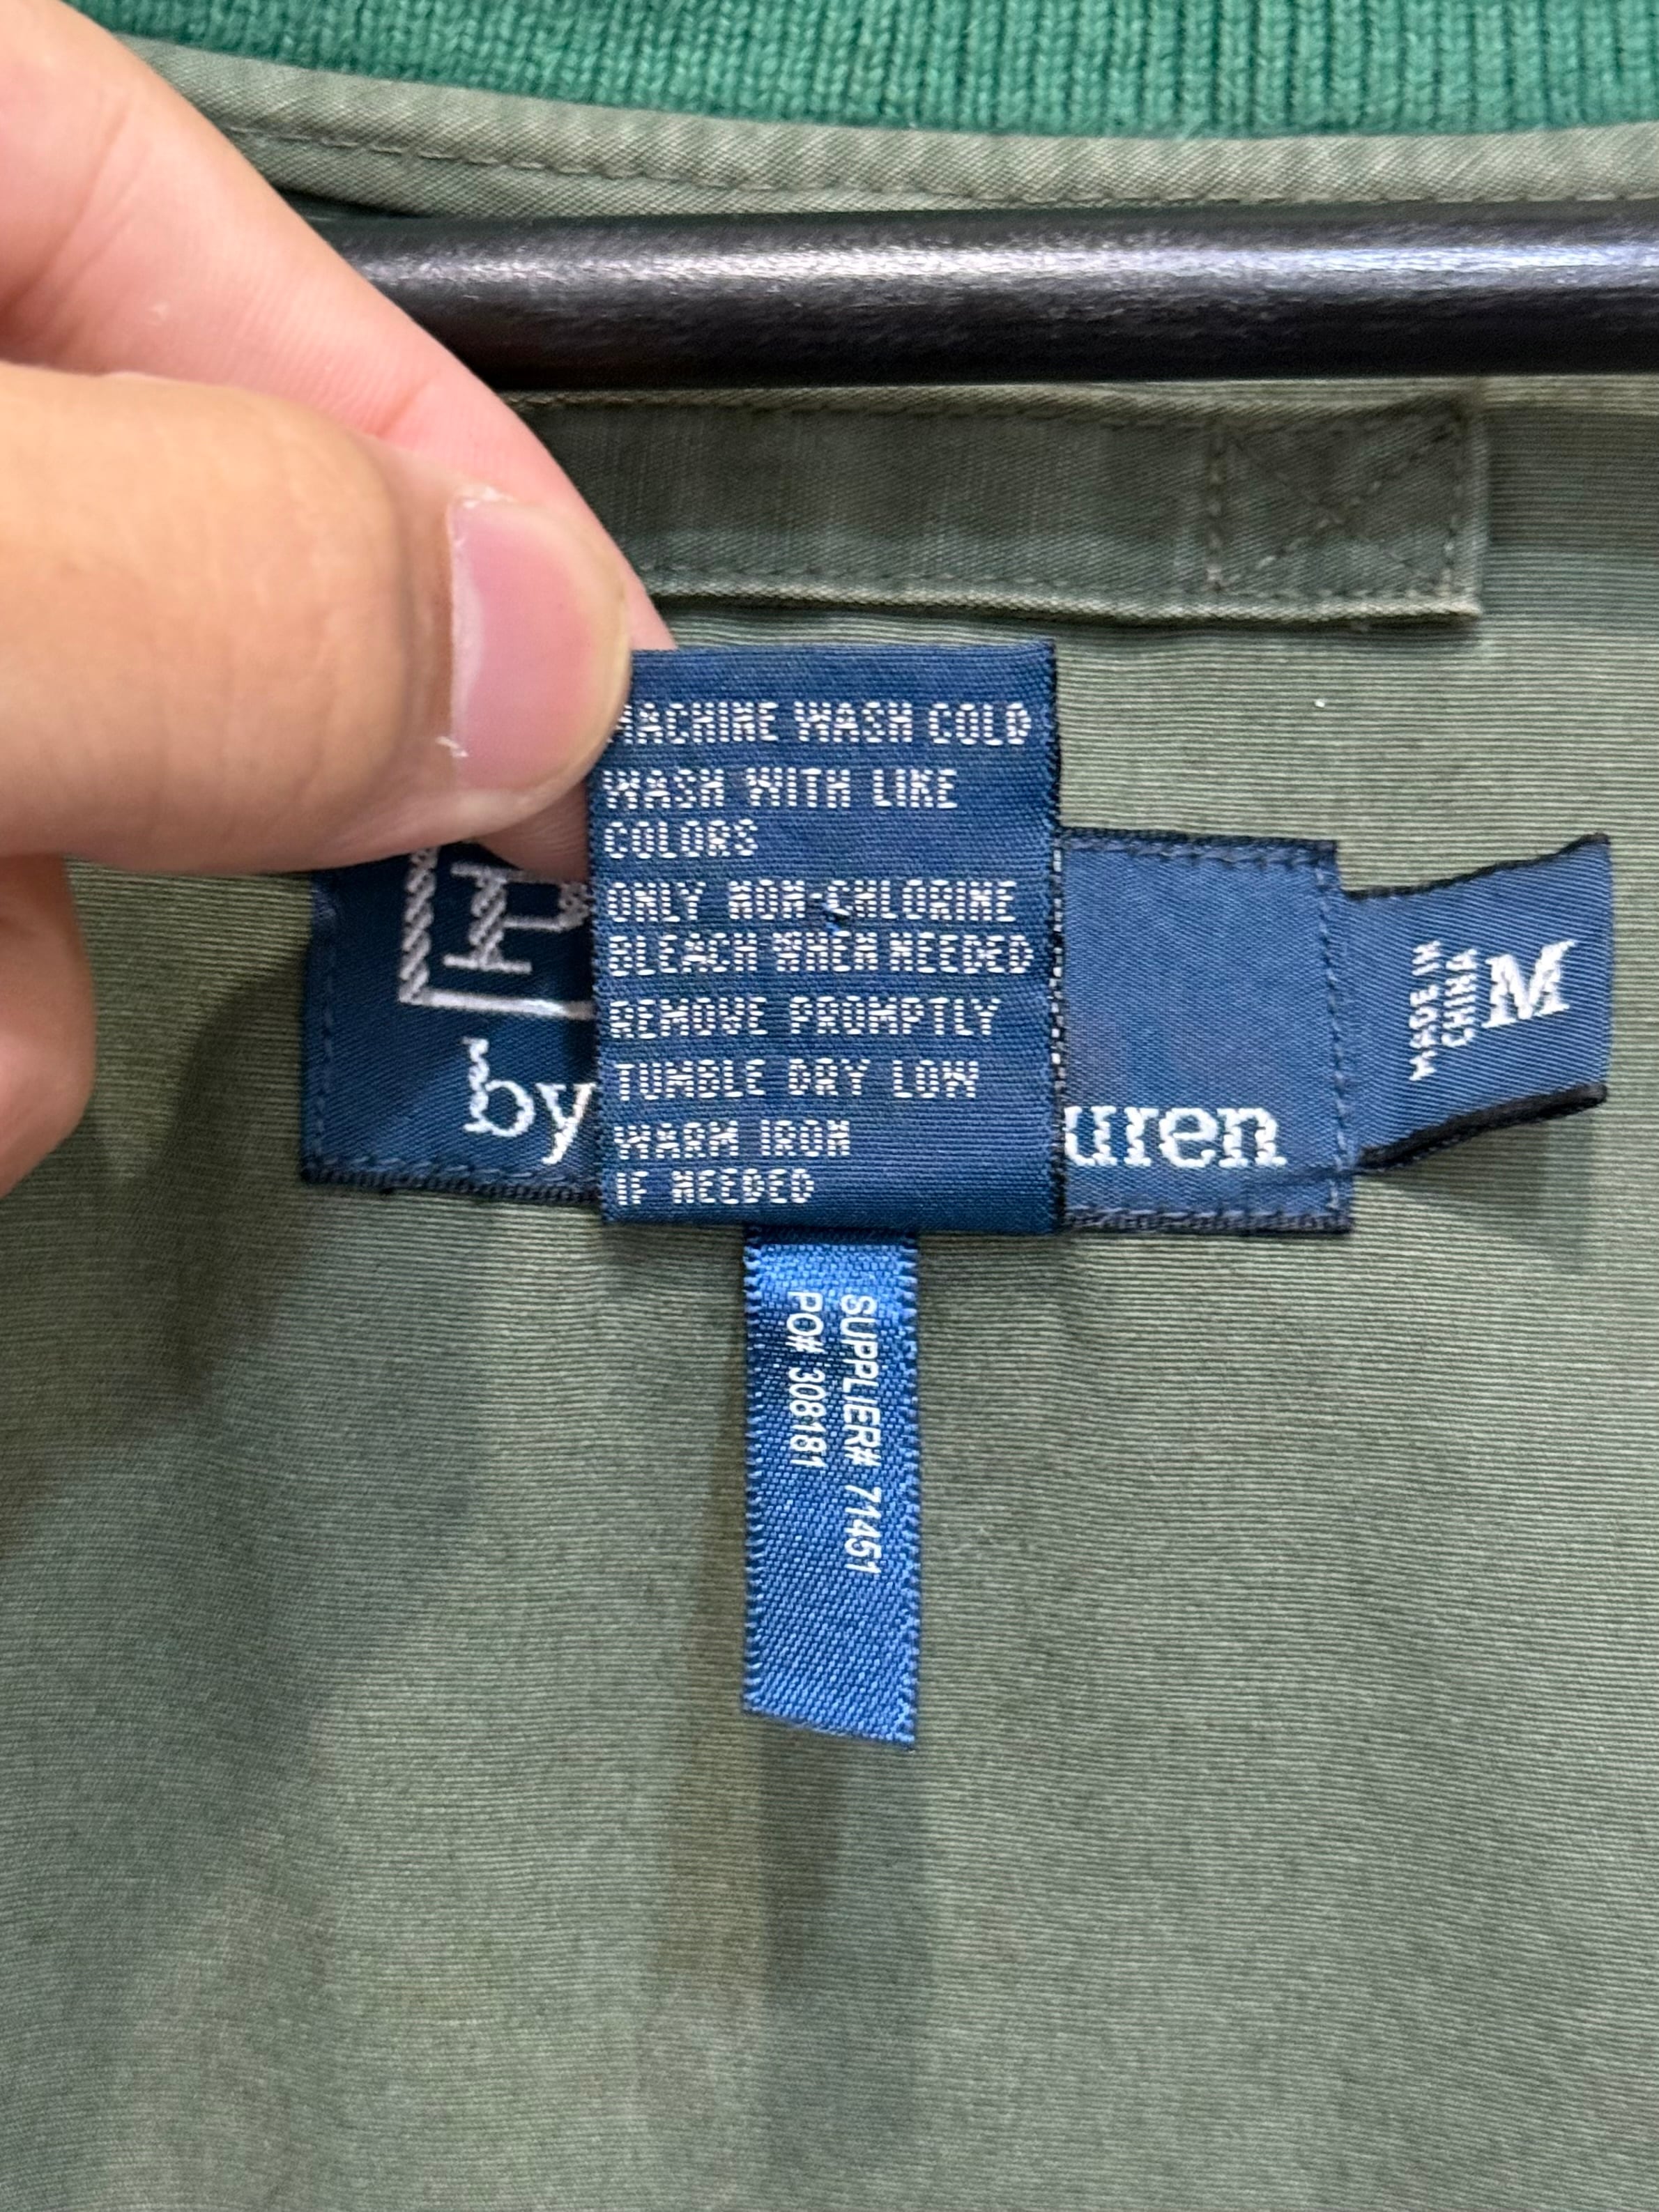 MACHINE WASH COLD
WASH WITH LIKE
COLORS
ONLY NON-CHLORINE
BLEACH WHEN NEEDED
REMOVE PROMPTLY
TUMBLE DRY LOW
WARM IRON
IF NEEDED
by
uren
MADE IN
CHINA
M
SUPPLIER# 71451
PO# 308181